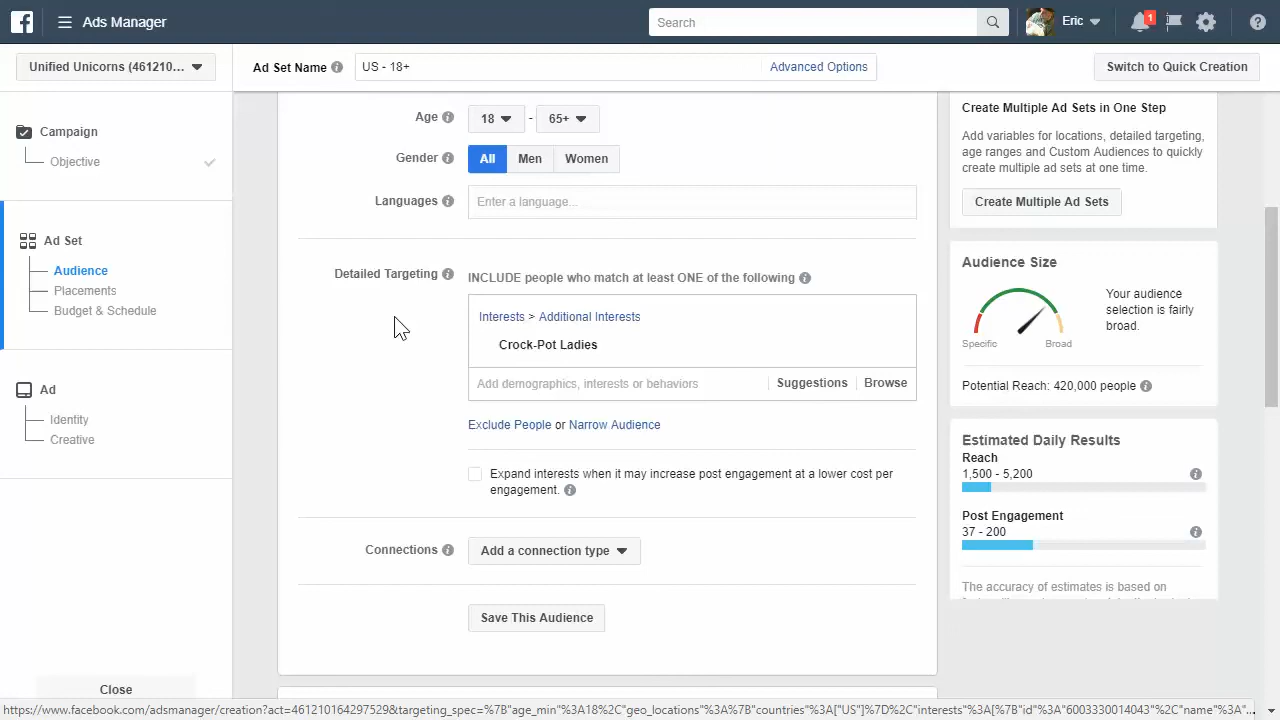 Ads Manager
Search
Eric
1
Unified Unicorns (461210...
Ad Set Name
US - 18+
Advanced Options
Switch to Quick Creation
Campaign
Objective
Ad Set
Audience
Placements
Budget & Schedule
Ad
Identity
Creative
Close
Age
18
-
65+
Gender
All
Men
Women
Languages
Enter a language...
Detailed Targeting
INCLUDE people who match at least ONE of the following
Interests > Additional Interests
Crock-Pot Ladies
Add demographics, interests or behaviors
Suggestions
Browse
Exclude People or Narrow Audience
Expand interests when it may increase post engagement at a lower cost per
engagement.
Connections
Add a connection type
Save This Audience
Create Multiple Ad Sets in One Step
Add variables for locations, detailed targeting,
age ranges and Custom Audiences to quickly
create multiple ad sets at one time.
Create Multiple Ad Sets
Audience Size
Your audience
selection is fairly
broad.
Specific
Broad
Potential Reach: 420,000 people
Estimated Daily Results
Reach
1,500 - 5,200
Post Engagement
37 - 200
The accuracy of estimates is based on
https://www.facebook.com/adsmanager/creation?act=461210164297529&targeting_spec=%7B"age_min"%3A18%2C"geo_locations"%3A%7B"countries"%3A["US"]%7D%2C"interests"%3A[%7B"id"%3A"6003330014043"%2C"name"%3A"...